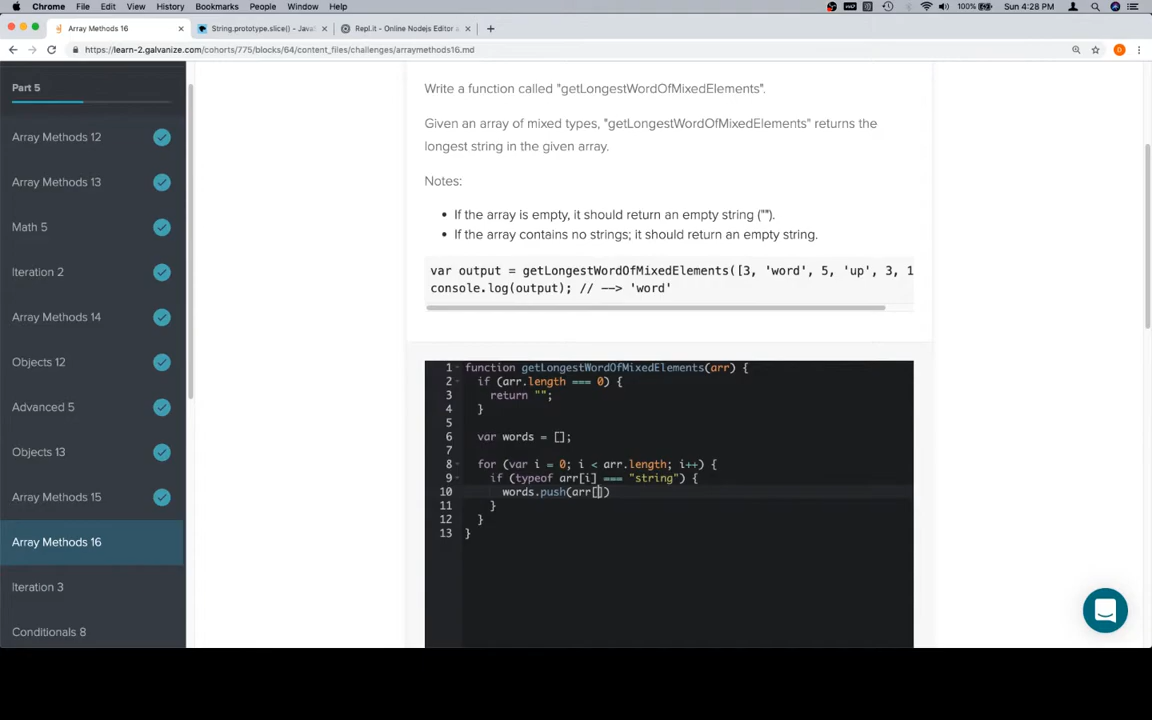 Chrome File Edit View History Bookmarks People Window Help 100% Sun 4:28 PM
Array Methods 16 String.prototype.slice() - JavaS Repl.it - Online Nodejs Editor &
https://learn-2.galvanize.com/cohorts/775/blocks/64/content_files/challenges/arraymethods16.md
Part 5
Array Methods 12
Array Methods 13
Math 5
Iteration 2
Array Methods 14
Objects 12
Advanced 5
Objects 13
Array Methods 15
Array Methods 16
Iteration 3
Conditionals 8
Write a function called "getLongestWordOfMixedElements".
Given an array of mixed types, "getLongestWordOfMixedElements" returns the
longest string in the given array.
Notes:
If the array is empty, it should return an empty string ("").
If the array contains no strings; it should return an empty string.
var output = getLongestWordOfMixedElements([3, 'word', 5, 'up', 3, 1
console.log(output); // --> 'word'
1 function getLongestWordOfMixedElements(arr) {
2 if (arr.length === 0) {
3 return "";
4 }
5
6 var words = [];
7
8 for (var i = 0; i < arr.length; i++) {
9 if (typeof arr[i] === "string") {
10 words.push(arr[])
11 }
12 }
13 }